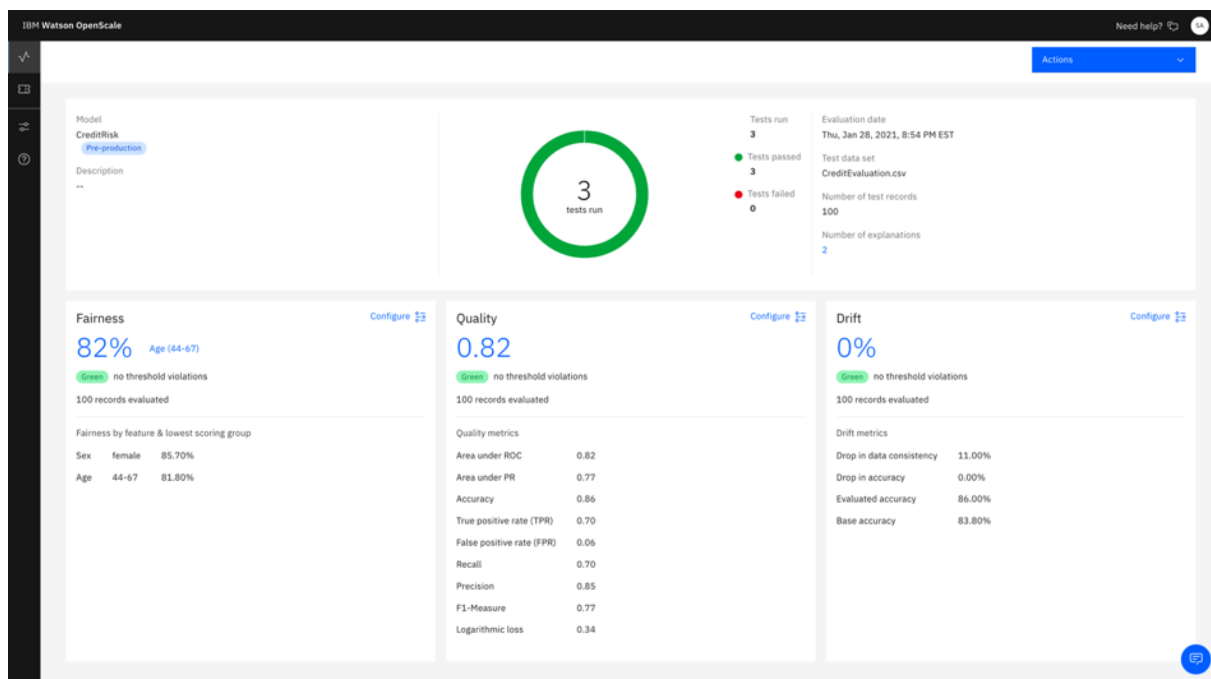 IBM Watson OpenScale
Need help?
SA
Actions
Model
CreditRisk
Pre-production
Description
--
3
tests run
Tests run
3
Tests passed
3
Tests failed
0
Evaluation date
Thu, Jan 28, 2021, 8:54 PM EST
Test data set
CreditEvaluation.csv
Number of test records
100
Number of explanations
2
Fairness
Configure
82% Age (44-67)
Green no threshold violations
100 records evaluated
Fairness by feature & lowest scoring group
Sex female 85.70%
Age 44-67 81.80%
Quality
Configure
0.82
Green no threshold violations
100 records evaluated
Quality metrics
Area under ROC 0.82
Area under PR 0.77
Accuracy 0.86
True positive rate (TPR) 0.70
False positive rate (FPR) 0.06
Recall 0.70
Precision 0.85
F1-Measure 0.77
Logarithmic loss 0.34
Drift
Configure
0%
Green no threshold violations
100 records evaluated
Drift metrics
Drop in data consistency 11.00%
Drop in accuracy 0.00%
Evaluated accuracy 86.00%
Base accuracy 83.80%